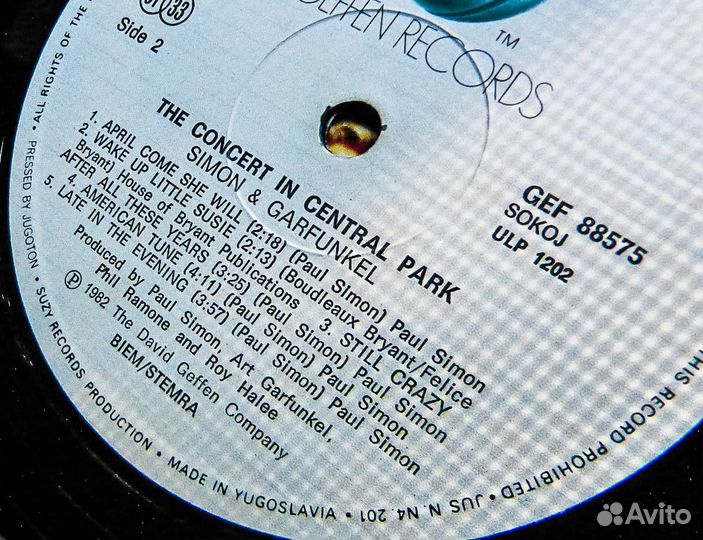 GEFFEN RECORDS
TM
33
Side 2
THE CONCERT IN CENTRAL PARK
SIMON & GARFUNKEL
GEF 88575
SOKOJ
ULP 1202
1. APRIL COME SHE WILL (2:18) (Paul Simon) Paul Simon
2. WAKE UP LITTLE SUSIE (2:13) (Boudleaux Bryant/Felice
Bryant) House of Bryant Publications 3. STILL CRAZY
AFTER ALL THESE YEARS (3:25) (Paul Simon) Paul Simon
4. AMERICAN TUNE (4:11) (Paul Simon) Paul Simon
5. LATE IN THE EVENING (3:57) (Paul Simon) Paul Simon
Produced by Paul Simon, Art Garfunkel,
Phil Ramone and Roy Halee
Ⓟ 1982 The David Geffen Company
BIEM/STEMRA
• ALL RIGHTS OF THE
PRESSED BY JUGOTON • SUZY RECORDS PRODUCTION • MADE IN YUGOSLAVIA • JUS N. N4. 201 •
THIS RECORD PROHIBITED
Avito